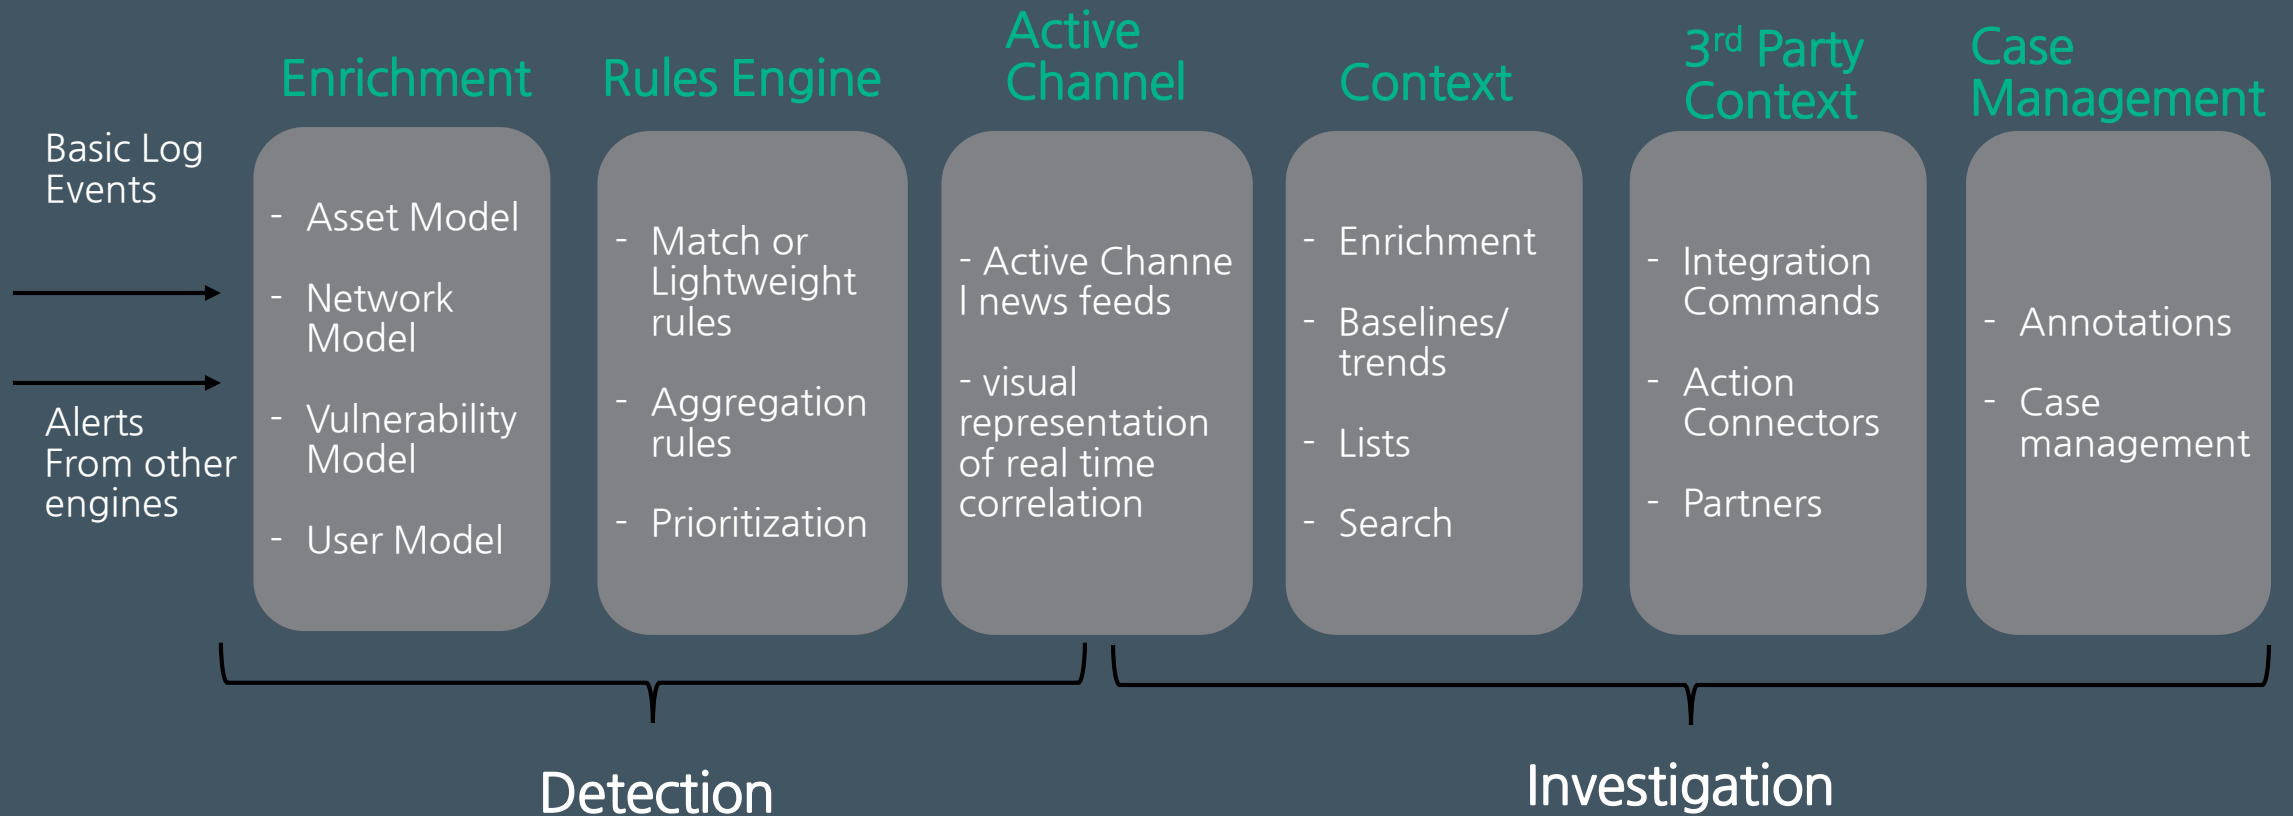 Basic Log
Events
Alerts
From other
engines
Enrichment
- Asset Model
- Network
Model
- Vulnerability
Model
- User Model
Rules Engine
- Match or
Lightweight
rules
- Aggregation
rules
- Prioritization
Active
Channel
- Active Channe
l news feeds
- visual
representation
of real time
correlation
Context
- Enrichment
- Baselines/
trends
- Lists
- Search
3rd Party
Context
- Integration
Commands
- Action
Connectors
- Partners
Case
Management
- Annotations
- Case
management
Detection
Investigation